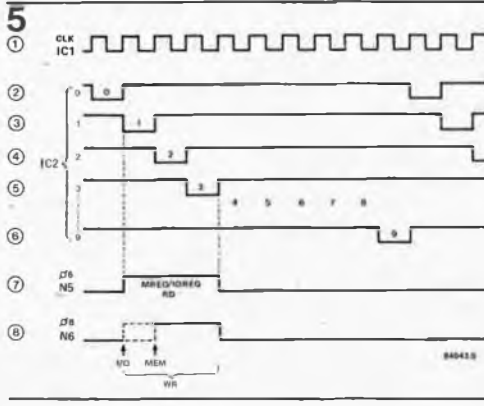 5
① CLK IC1
② 0 0
③ 1 1
④ 2 2
IC2
⑤ 3 3
4 5 6 7 8
⑥ 9 9
⑦ N5 MREQ/IOREQ
RD
⑧ N6
84043 5
I/O MEM
WR